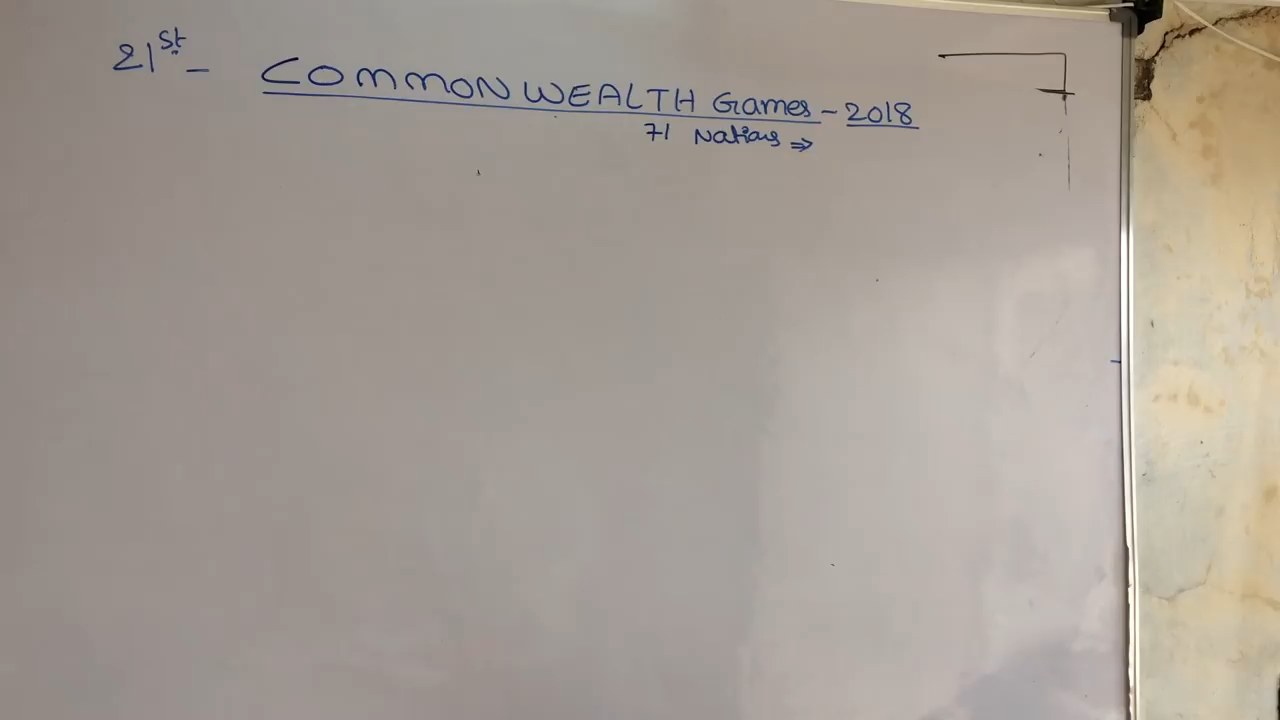 21st - COMMONWEALTH Games - 2018
71 Nations ⇒